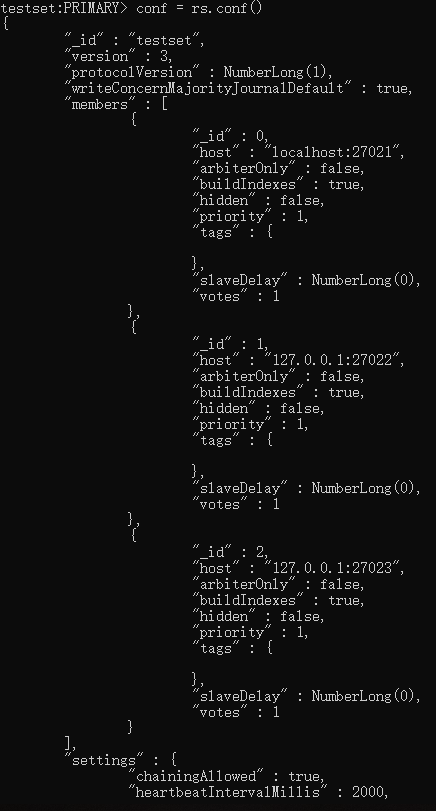 testset:PRIMARY> conf = rs.conf()
{
"_id" : "testset",
"version" : 3,
"protocolVersion" : NumberLong(1),
"writeConcernMajorityJournalDefault" : true,
"members" : [
{
"_id" : 0,
"host" : "localhost:27021",
"arbiterOnly" : false,
"buildIndexes" : true,
"hidden" : false,
"priority" : 1,
"tags" : {
},
"slaveDelay" : NumberLong(0),
"votes" : 1
},
{
"_id" : 1,
"host" : "127.0.0.1:27022",
"arbiterOnly" : false,
"buildIndexes" : true,
"hidden" : false,
"priority" : 1,
"tags" : {
},
"slaveDelay" : NumberLong(0),
"votes" : 1
},
{
"_id" : 2,
"host" : "127.0.0.1:27023",
"arbiterOnly" : false,
"buildIndexes" : true,
"hidden" : false,
"priority" : 1,
"tags" : {
},
"slaveDelay" : NumberLong(0),
"votes" : 1
}
],
"settings" : {
"chainingAllowed" : true,
"heartbeatIntervalMillis" : 2000,